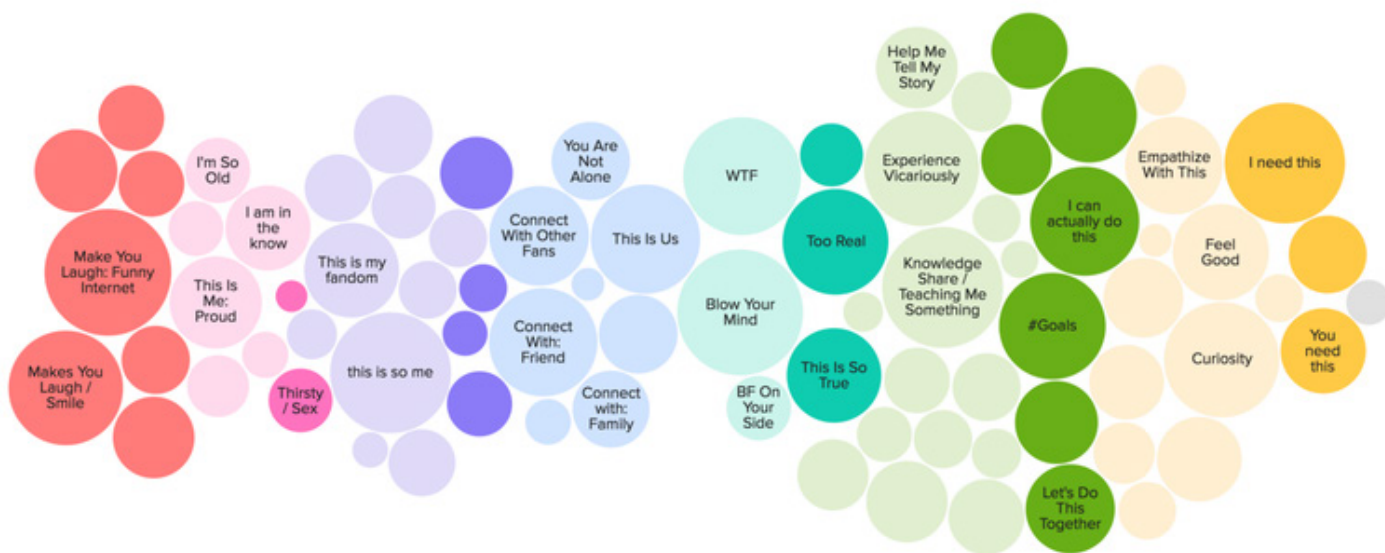 Make You
Laugh: Funny
Internet
Makes You
Laugh /
Smile
I'm So
Old
I am in
the
know
This Is
Me:
Proud
Thirsty
/ Sex
This is my
fandom
this is so me
You Are
Not
Alone
Connect
With Other
Fans
This Is Us
Connect
With:
Friend
Connect
with:
Family
WTF
Blow Your
Mind
BF On
Your
Side
Too Real
This Is So
True
Help Me
Tell My
Story
Experience
Vicariously
Knowledge
Share /
Teaching Me
Something
I can
actually do
this
#Goals
Let's Do
This
Together
Empathize
With This
Feel
Good
Curiosity
I need this
You
need
this